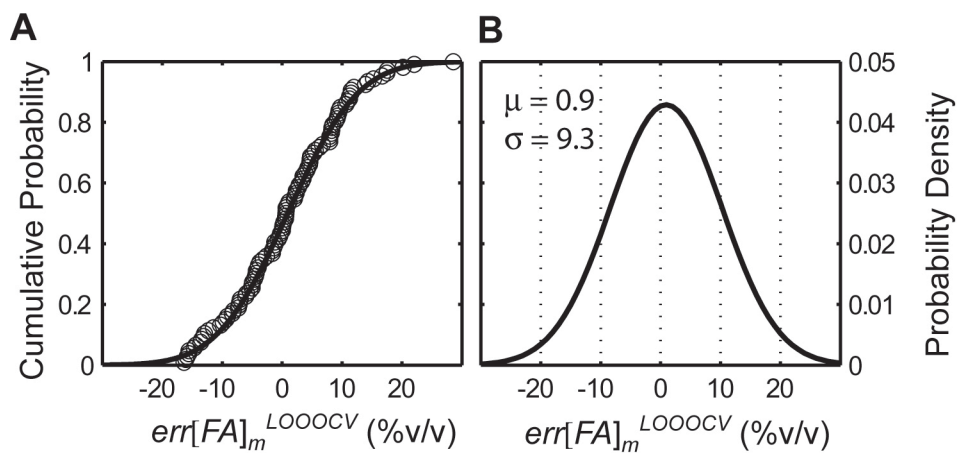 A
B
Cumulative Probability
1
0.8
0.6
0.4
0.2
0
-20 -10 0 10 20
err[FA]m^LOOOCV (%v/v)
μ = 0.9
σ = 9.3
0.05
0.04
0.03
0.02
0.01
0
Probability Density
-20 -10 0 10 20
err[FA]m^LOOOCV (%v/v)